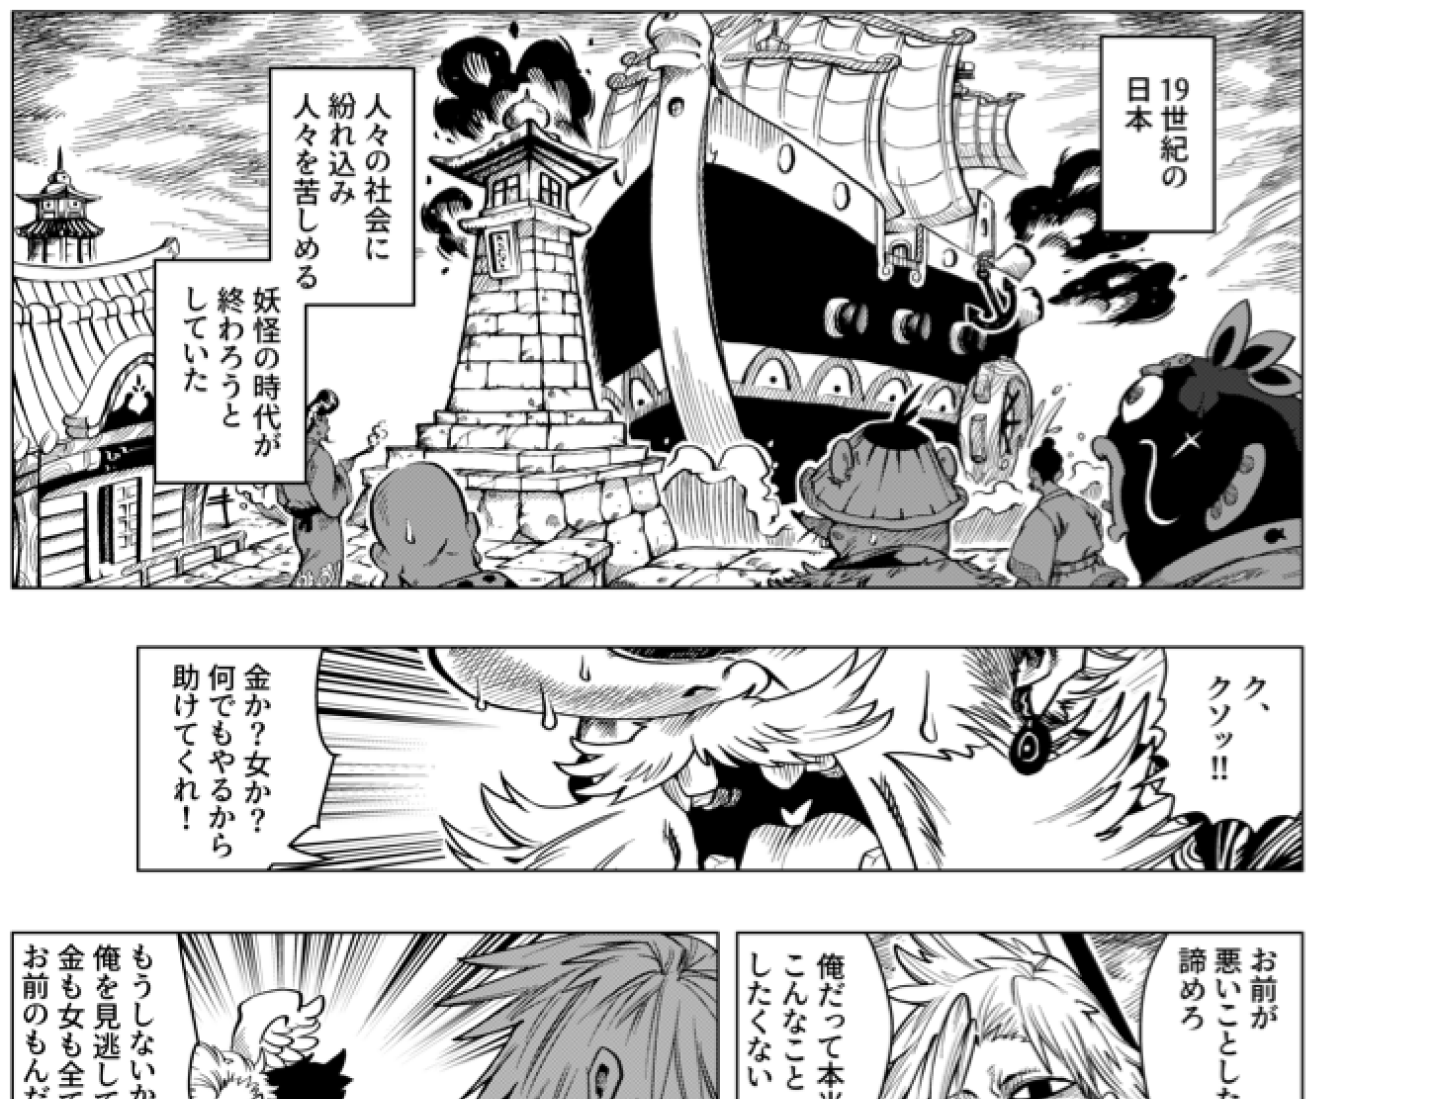 19世紀の
日本
人々の社会に
紛れ込み
人々を苦しめる
妖怪の時代が
終わろうと
していた
ク、
クソッ!!
金か?女か?
何でもやるから
助けてくれ!
お前が
悪いことした
諦めろ
俺だって本当
こんなこと
したくない
もうしないか
俺を見逃して
金も女も全て
お前のもんだ